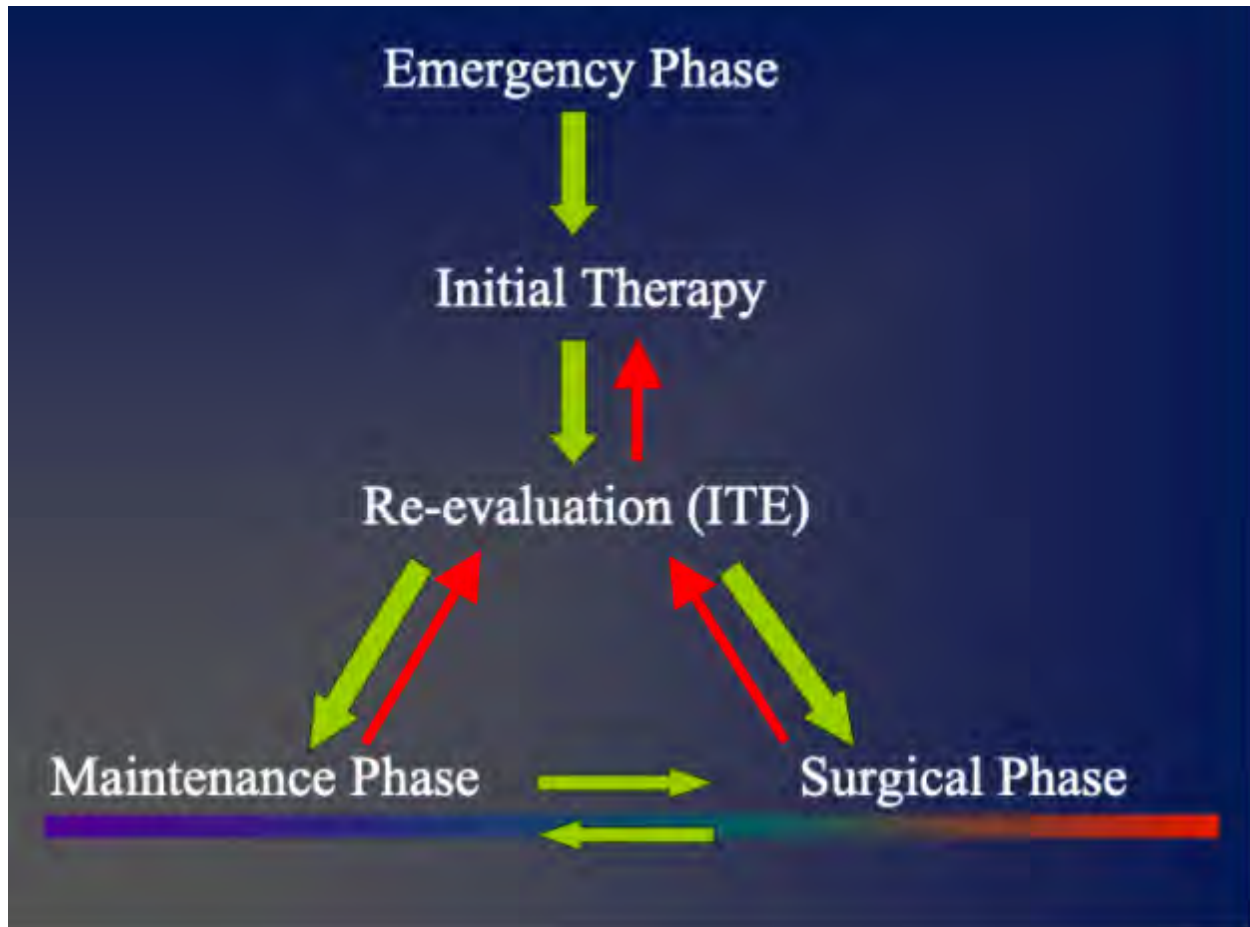 Emergency Phase
Initial Therapy
Re-evaluation (ITE)
Maintenance Phase
Surgical Phase